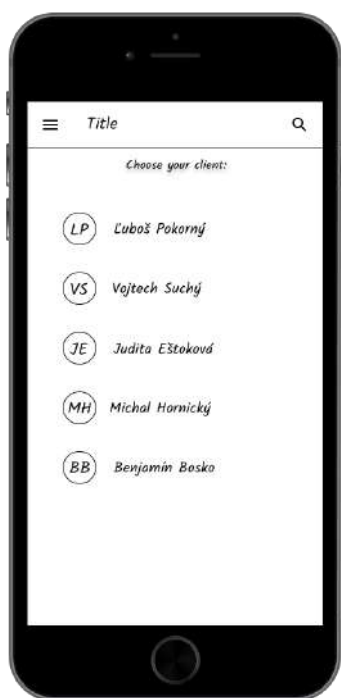 Title
Choose your client:
LP Ľuboš Pokorný
VS Vojtech Suchý
JE Judita Eštoková
MH Michal Hornický
BB Benjamín Bosko